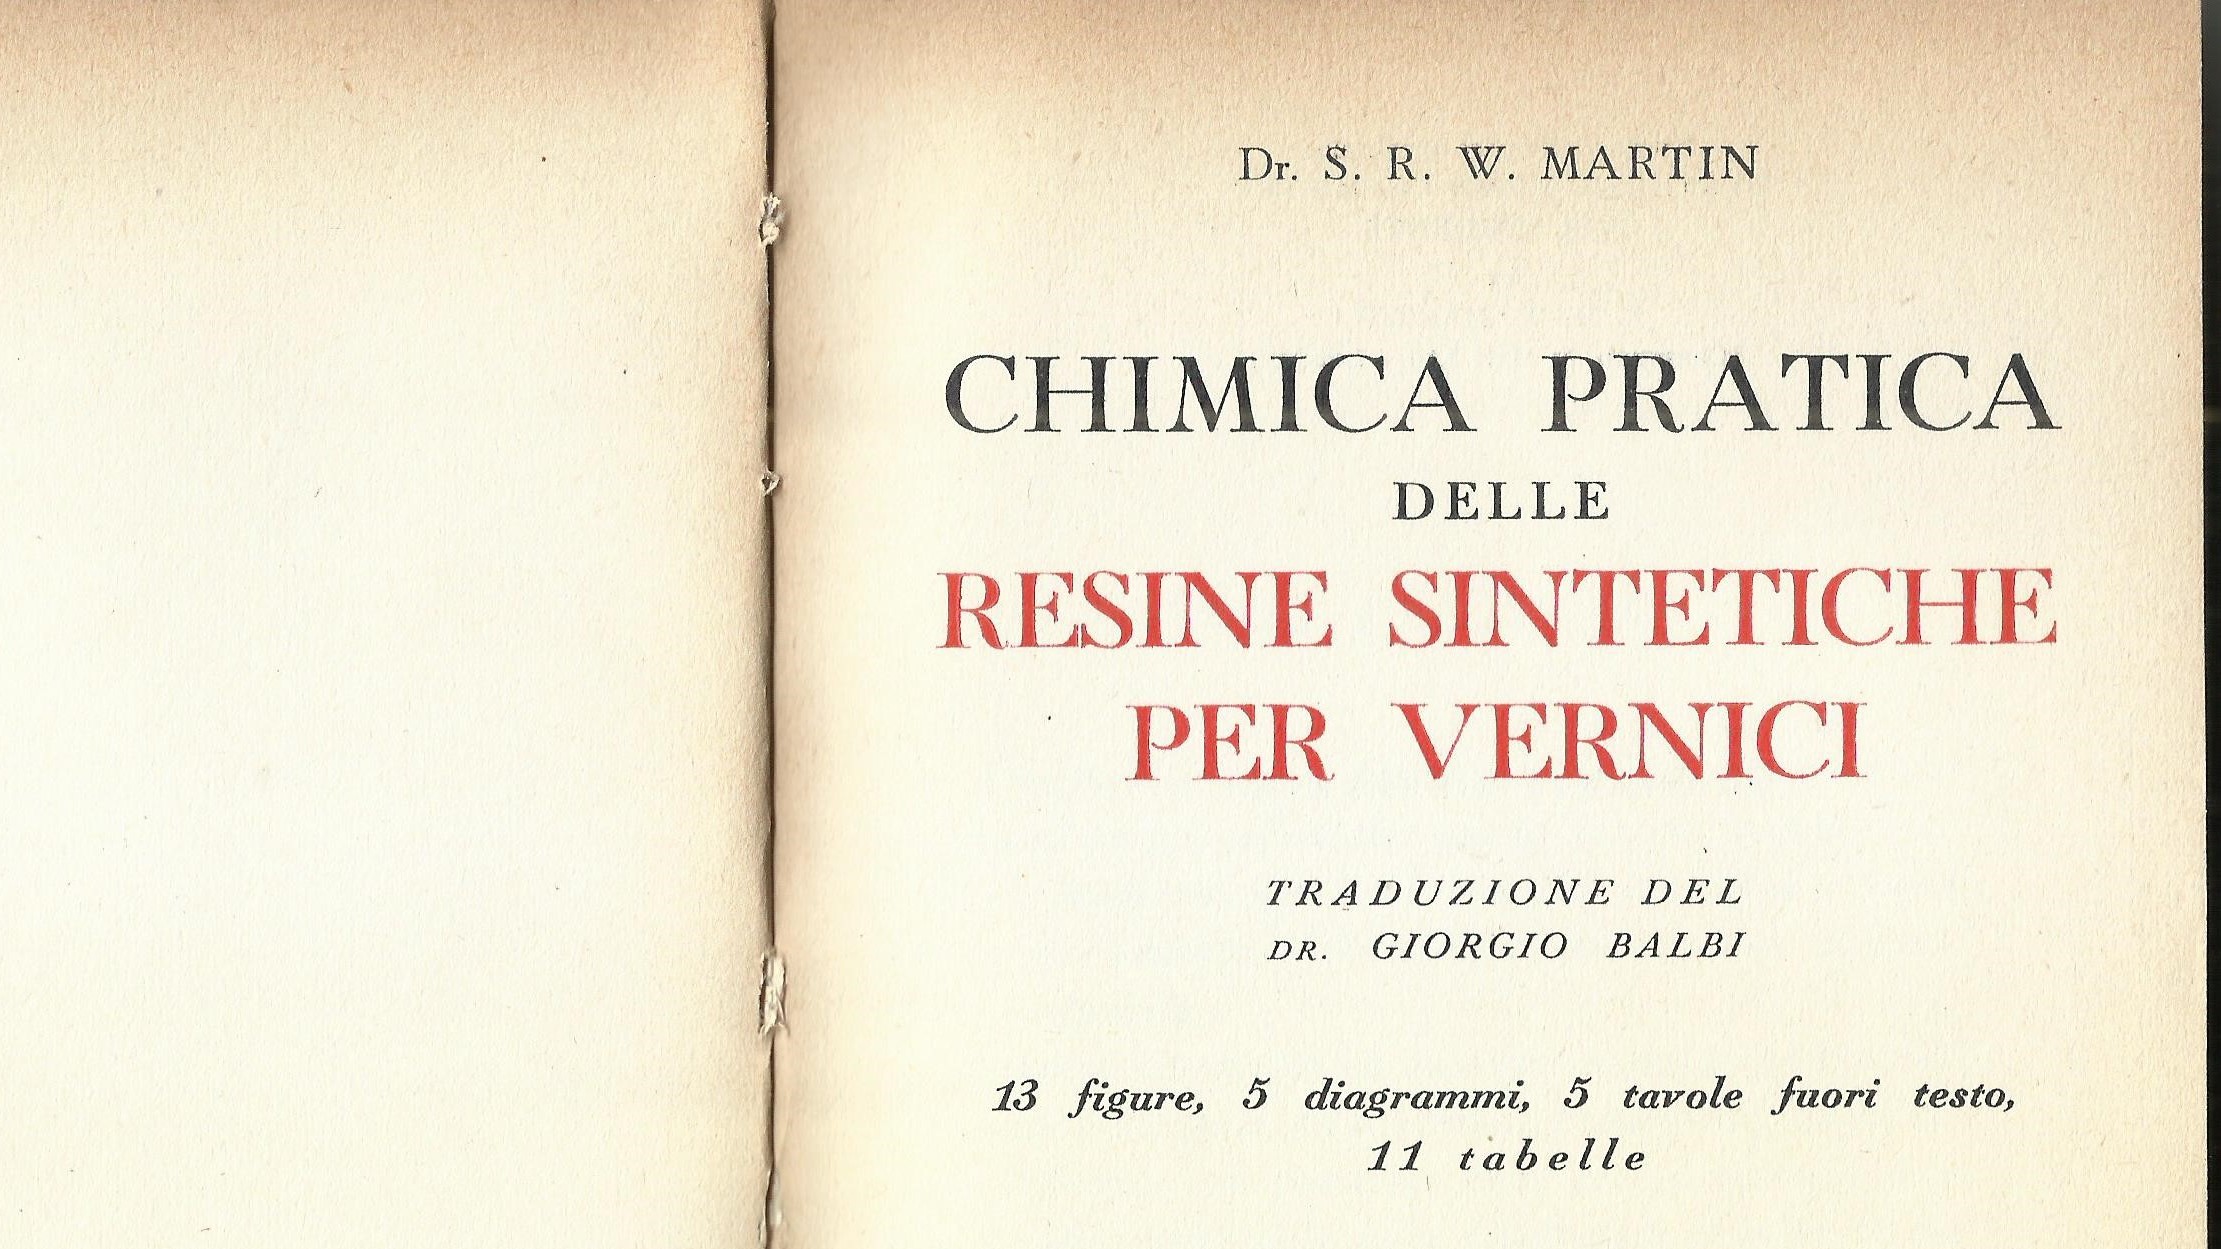 Dr. S. R. W. MARTIN
CHIMICA PRATICA
DELLE
RESINE SINTETICHE
PER VERNICI
TRADUZIONE DEL
DR. GIORGIO BALBI
13 figure, 5 diagrammi, 5 tavole fuori testo,
11 tabelle